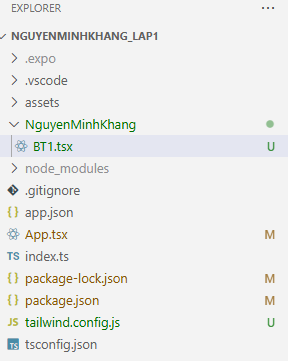 EXPLORER
NGUYENMINHKHANG_LAP1
.expo
.vscode
assets
NguyenMinhKhang
BT1.tsx U
node_modules
.gitignore
{ } app.json
App.tsx M
TS index.ts
{ } package-lock.json M
{ } package.json M
JS tailwind.config.js U
TS tsconfig.json